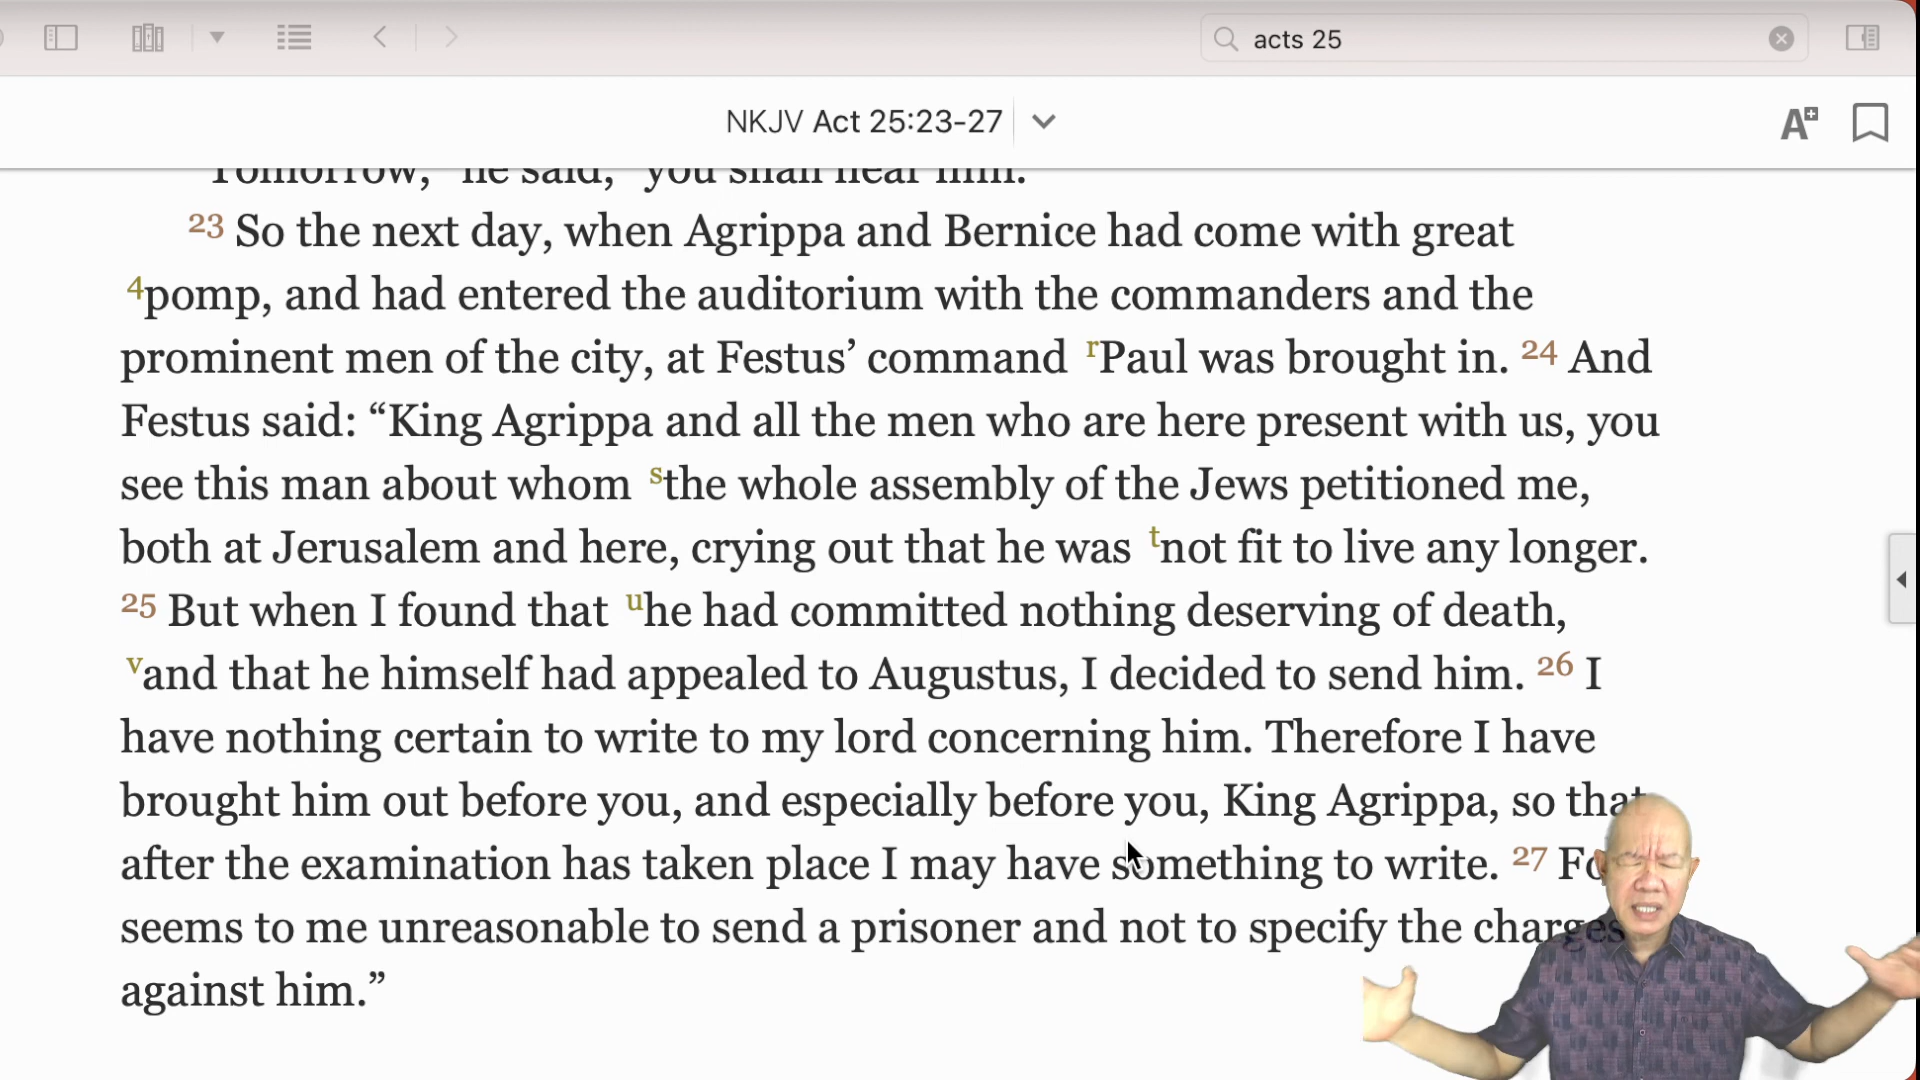 acts 25
NKJV Act 25:23-27
A
Tomorrow," he said, "you shall hear him."
23 So the next day, when Agrippa and Bernice had come with great
4pomp, and had entered the auditorium with the commanders and the
prominent men of the city, at Festus’ command rPaul was brought in. 24 And
Festus said: “King Agrippa and all the men who are here present with us, you
see this man about whom sthe whole assembly of the Jews petitioned me,
both at Jerusalem and here, crying out that he was tnot fit to live any longer.
25 But when I found that uhe had committed nothing deserving of death,
vand that he himself had appealed to Augustus, I decided to send him. 26 I
have nothing certain to write to my lord concerning him. Therefore I have
brought him out before you, and especially before you, King Agrippa, so that
after the examination has taken place I may have something to write. 27
seems to me unreasonable to send a prisoner and not to specify the charges
against him.”